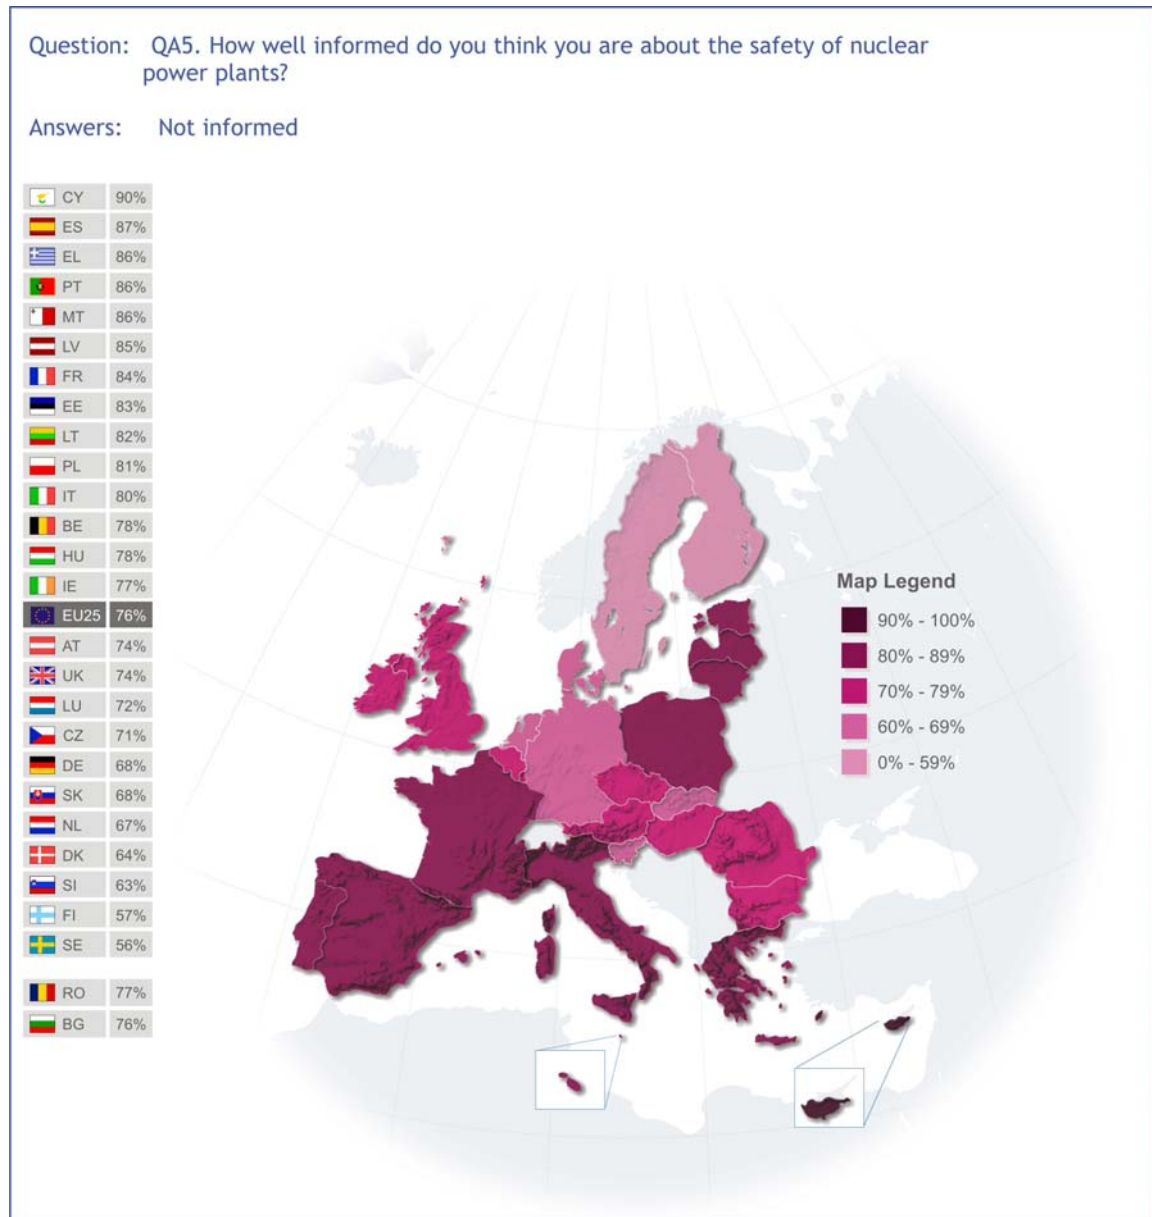 Question: QA5. How well informed do you think you are about the safety of nuclear
power plants?
Answers: Not informed
CY 90%
ES 87%
EL 86%
PT 86%
MT 86%
LV 85%
FR 84%
EE 83%
LT 82%
PL 81%
IT 80%
BE 78%
HU 78%
IE 77%
EU25 76%
AT 74%
UK 74%
LU 72%
CZ 71%
DE 68%
SK 68%
NL 67%
DK 64%
SI 63%
FI 57%
SE 56%
RO 77%
BG 76%
Map Legend
90% - 100%
80% - 89%
70% - 79%
60% - 69%
0% - 59%